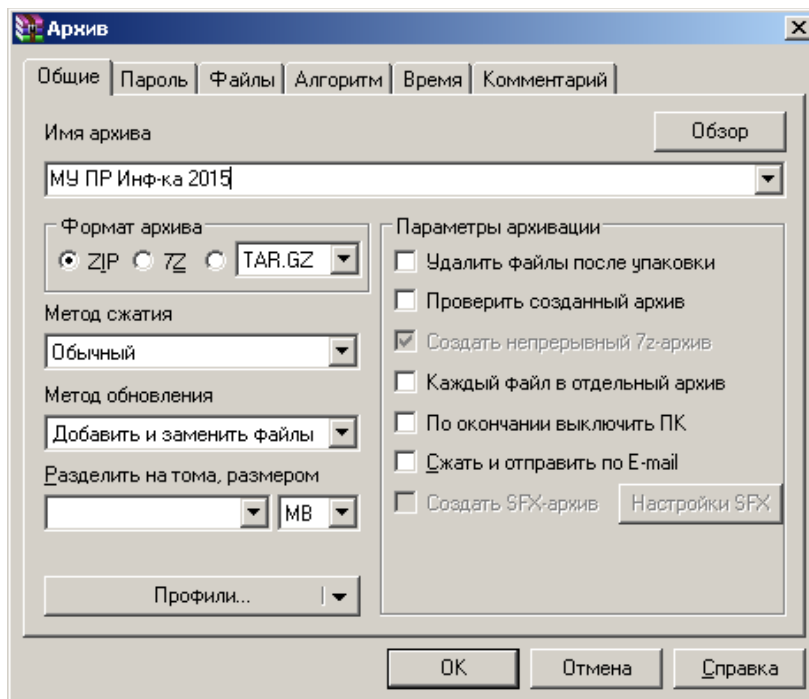 Архив
Общие Пароль Файлы Алгоритм Время Комментарий
Имя архива
Обзор
МУ ПР Инф-ка 2015
Формат архива
ZIP 7Z TAR.GZ
Метод сжатия
Обычный
Метод обновления
Добавить и заменить файлы
Разделить на тома, размером
MB
Профили...
Параметры архивации
Удалить файлы после упаковки
Проверить созданный архив
Создать непрерывный 7z-архив
Каждый файл в отдельный архив
По окончании выключить ПК
Сжать и отправить по E-mail
Создать SFX-архив Настройки SFX
OK Отмена Справка